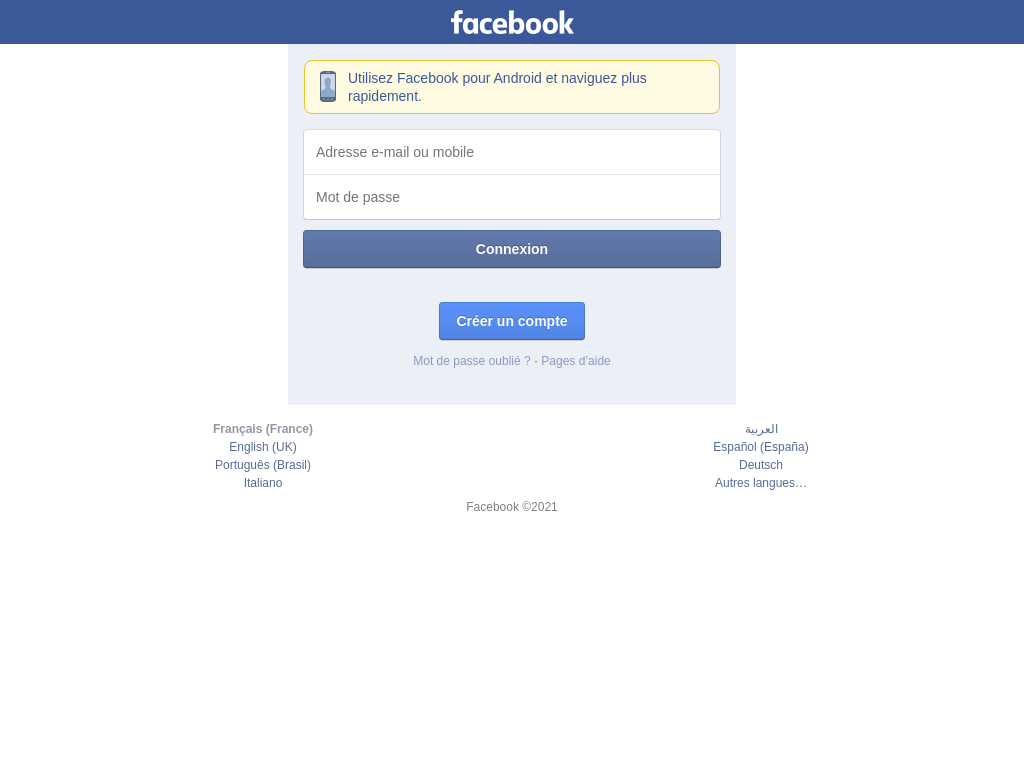 facebook
Utilisez Facebook pour Android et naviguez plus
rapidement.
Adresse e-mail ou mobile
Mot de passe
Connexion
Créer un compte
Mot de passe oublié ? · Pages d’aide
Français (France)
English (UK)
Português (Brasil)
Italiano
العربية
Español (España)
Deutsch
Autres langues…
Facebook ©2021